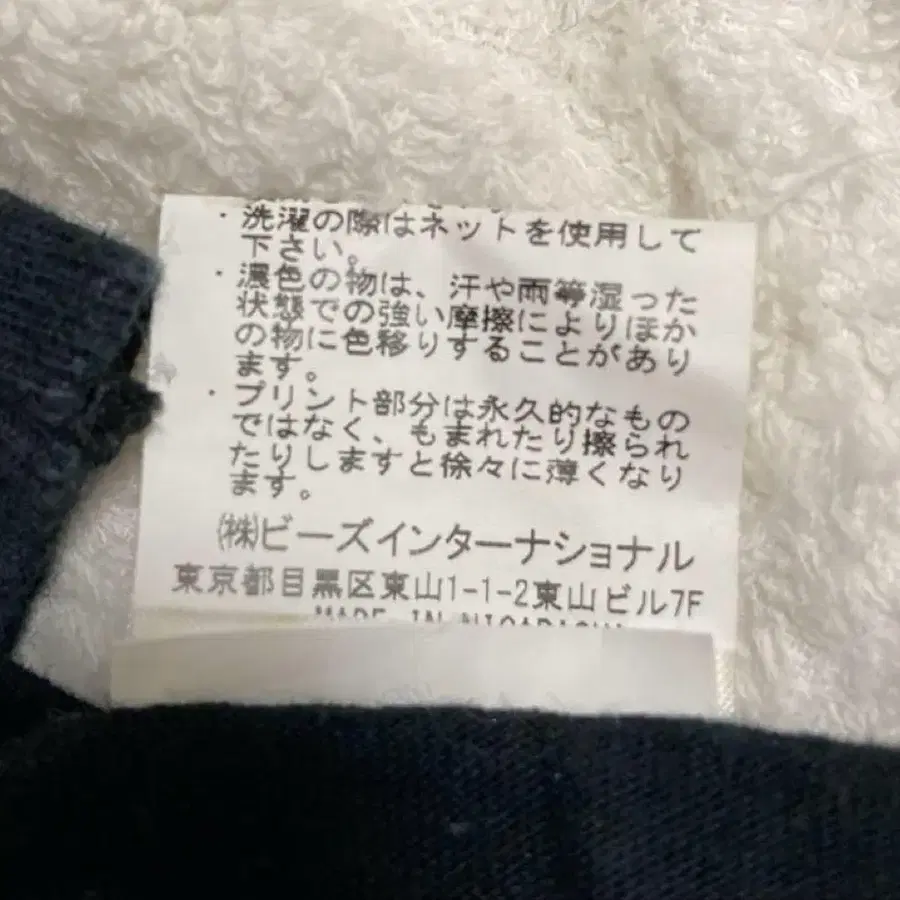 ・洗濯の際はネットを使用して
下さい。
・濃色の物は、汗や雨等湿った
状態での強い摩擦によりほか
の物に色移りすることがあり
ます。
・プリント部分は永久的なもの
ではなく、もまれたり擦られ
たりしますと徐々に薄くなり
ます。
㈱ビーズインターナショナル
東京都目黒区東山1-1-2東山ビル7F
MADE IN NICARAGUA